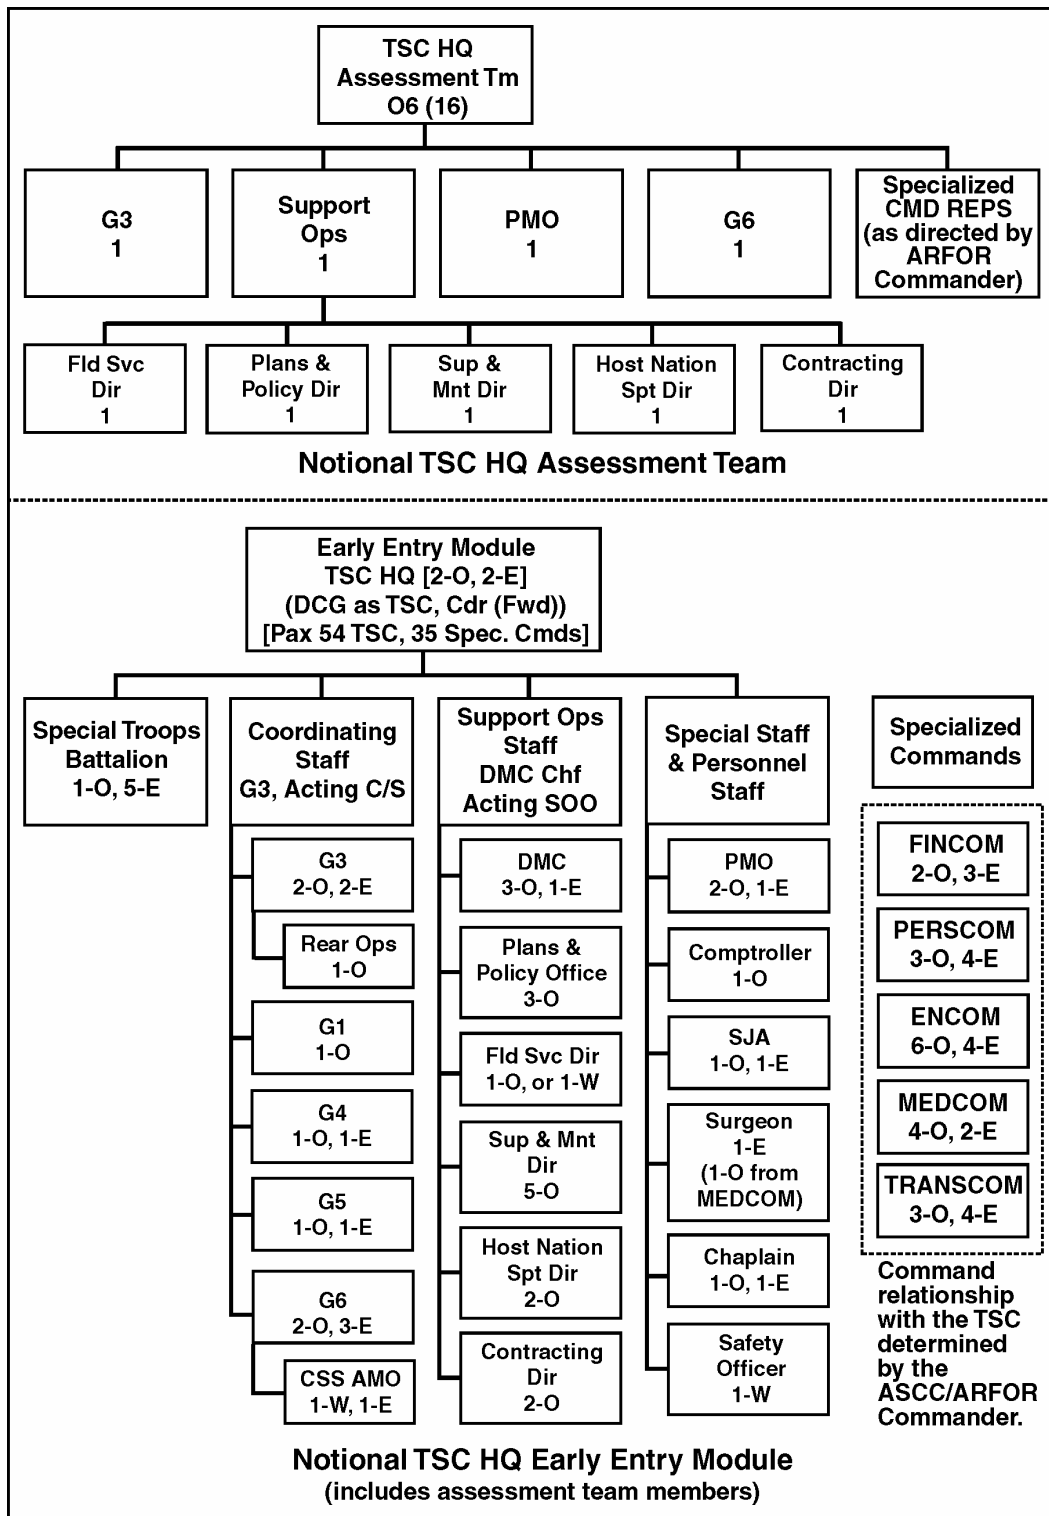 TSC HQ
Assessment Tm
O6 (16)
G3
1
Support
Ops
1
PMO
1
G6
1
Specialized
CMD REPS
(as directed by
ARFOR
Commander)
Fld Svc
Dir
1
Plans &
Policy Dir
1
Sup &
Mnt Dir
1
Host Nation
Spt Dir
1
Contracting
Dir
1
Notional TSC HQ Assessment Team
Early Entry Module
TSC HQ [2-O, 2-E]
(DCG as TSC, Cdr (Fwd))
[Pax 54 TSC, 35 Spec. Cmds]
Special Troops
Battalion
1-O, 5-E
Coordinating
Staff
G3, Acting C/S
G3
2-O, 2-E
Rear Ops
1-O
G1
1-O
G4
1-O, 1-E
G5
1-O, 1-E
G6
2-O, 3-E
CSS AMO
1-W, 1-E
Support Ops
Staff
DMC Chf
Acting SOO
DMC
3-O, 1-E
Plans &
Policy Office
3-O
Fld Svc Dir
1-O, or 1-W
Sup & Mnt
Dir
5-O
Host Nation
Spt Dir
2-O
Contracting
Dir
2-O
Special Staff
& Personnel
Staff
PMO
2-O, 1-E
Comptroller
1-O
SJA
1-O, 1-E
Surgeon
1-E
(1-O from
MEDCOM)
Chaplain
1-O, 1-E
Safety
Officer
1-W
Specialized
Commands
FINCOM
2-O, 3-E
PERSCOM
3-O, 4-E
ENCOM
6-O, 4-E
MEDCOM
4-O, 2-E
TRANSCOM
3-O, 4-E
Command
relationship
with the TSC
determined
by the
ASCC/ARFOR
Commander.
Notional TSC HQ Early Entry Module
(includes assessment team members)